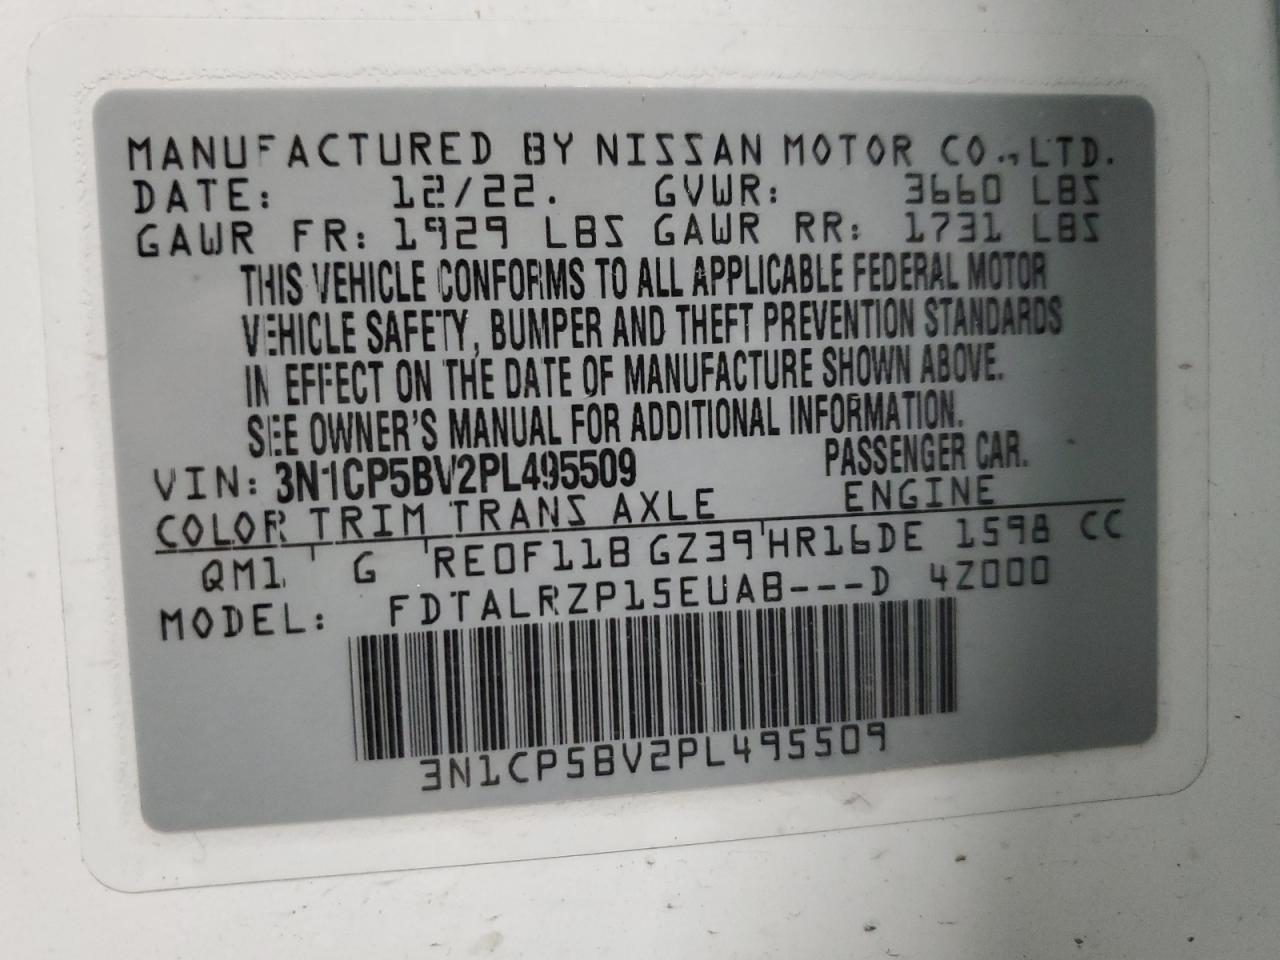 MANUFACTURED BY NISSAN MOTOR CO., LTD.
DATE: 12/22. GVWR: 3660 LBS
GAWR FR: 1929 LBS GAWR RR: 1731 LBS
THIS VEHICLE CONFORMS TO ALL APPLICABLE FEDERAL MOTOR
VEHICLE SAFETY, BUMPER AND THEFT PREVENTION STANDARDS
IN EFFECT ON THE DATE OF MANUFACTURE SHOWN ABOVE.
SEE OWNER'S MANUAL FOR ADDITIONAL INFORMATION.
VIN: 3N1CP5BV2PL495509 PASSENGER CAR.
COLOR TRIM TRANS AXLE ENGINE
QM1 G RE0F11B GZ39 HR16DE 1598 CC
MODEL: FDTALRZP15EUAB---D 4Z000
3N1CP5BV2PL495509